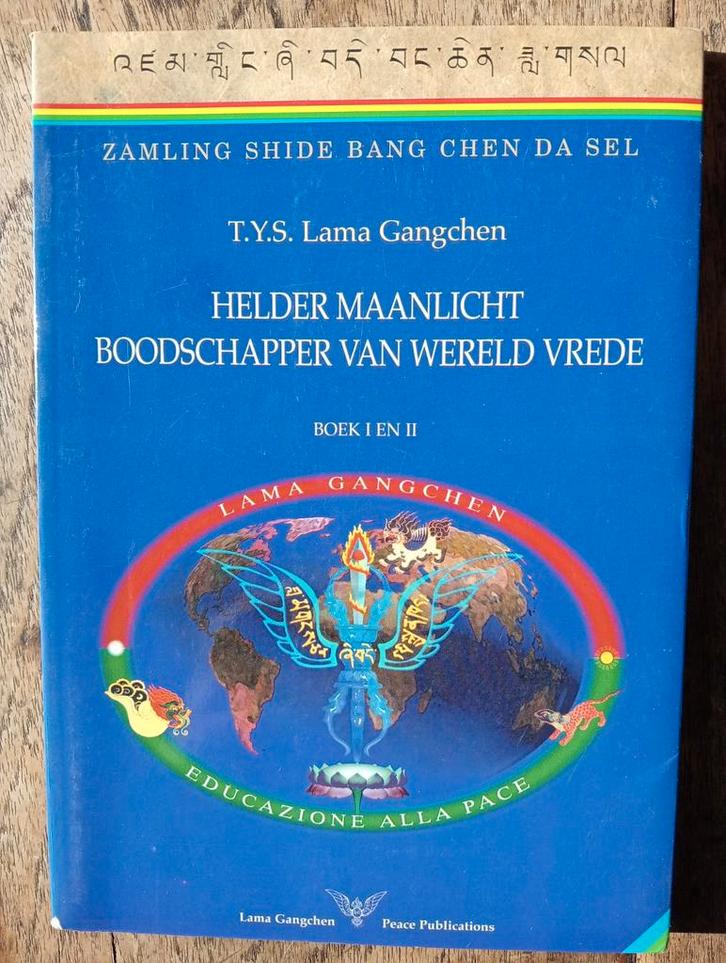 འཛམ་གླིང་ཞི་བདེ་བང་ཆེན་ཟླ་གསལ
ZAMLING SHIDE BANG CHEN DA SEL
T.Y.S. Lama Gangchen
HELDER MAANLICHT
BOODSCHAPPER VAN WERELD VREDE
BOEK I EN II
LAMA GANGCHEN
ཞི་བདེ
EDUCAZIONE ALLA PACE
Lama Gangchen Peace Publications